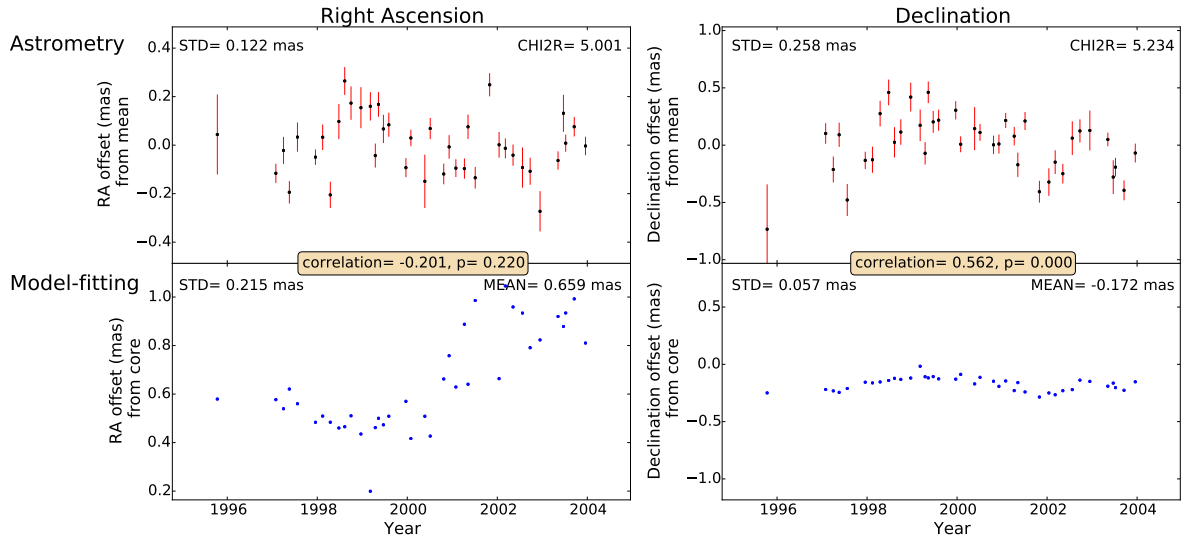 Right Ascension
Declination
Astrometry
STD= 0.122 mas
CHI2R= 5.001
STD= 0.258 mas
CHI2R= 5.234
RA offset (mas)
from mean
0.4
0.2
0.0
−0.2
−0.4
Declination offset (mas)
from mean
1.0
0.5
0.0
−0.5
−1.0
correlation= -0.201, p= 0.220
correlation= 0.562, p= 0.000
Model-fitting
STD= 0.215 mas
MEAN= 0.659 mas
STD= 0.057 mas
MEAN= -0.172 mas
RA offset (mas)
from core
1.0
0.8
0.6
0.4
0.2
Declination offset (mas)
from core
0.5
0.0
−0.5
−1.0
1996
1998
2000
2002
2004
Year
1996
1998
2000
2002
2004
Year